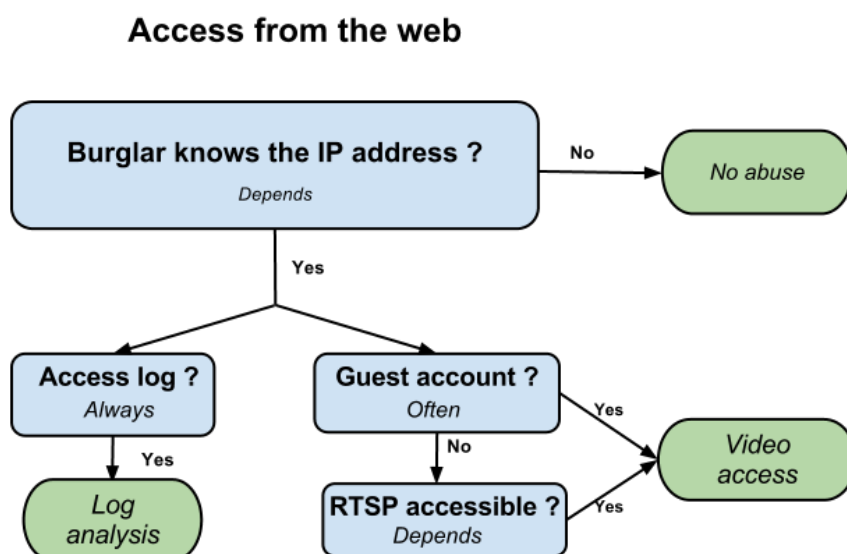 Access from the web
Burglar knows the IP address ?
Depends
No
No abuse
Yes
Access log ?
Always
Guest account ?
Often
Yes
Video
access
Yes
No
Log
analysis
RTSP accessible ?
Depends
Yes